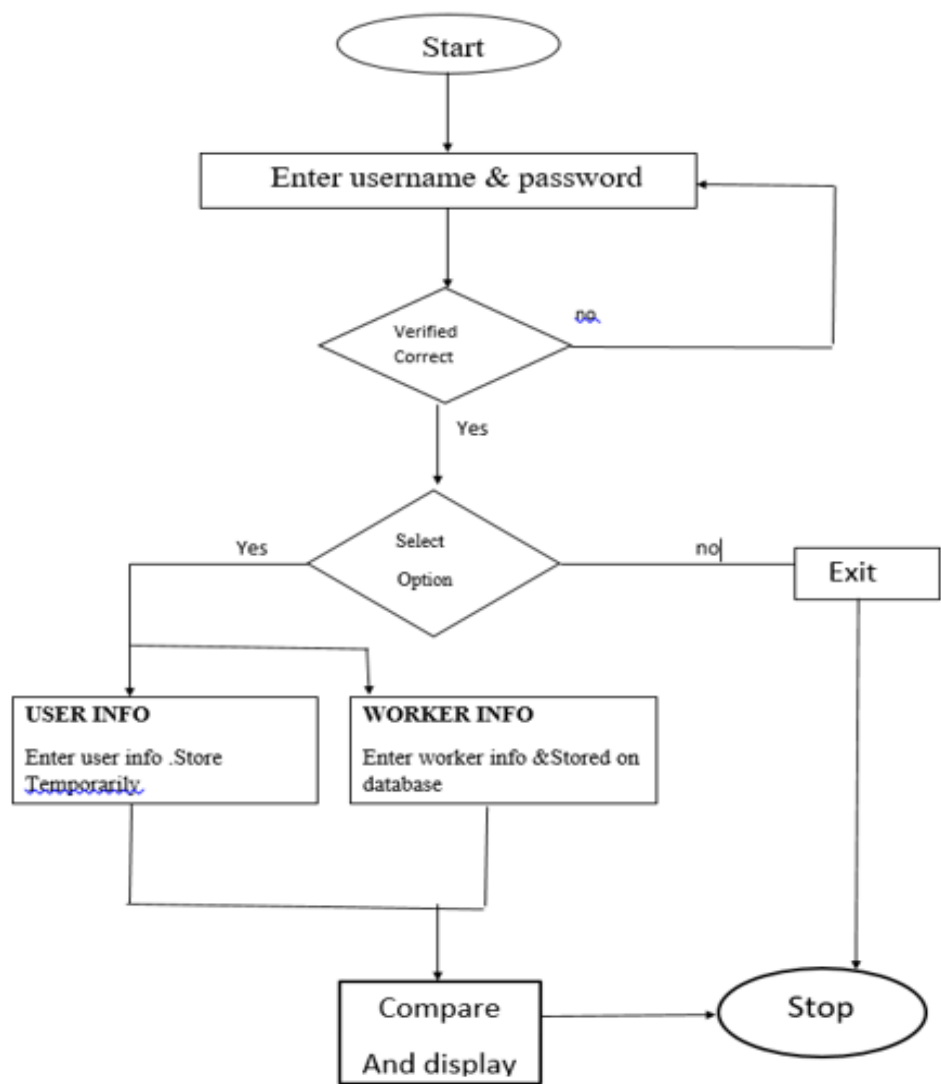 Start
Enter username & password
Verified
Correct
no
Yes
Select
Option
Yes
no
Exit
USER INFO
Enter user info .Store
Temporarily
WORKER INFO
Enter worker info &Stored on
database
Compare
And display
Stop